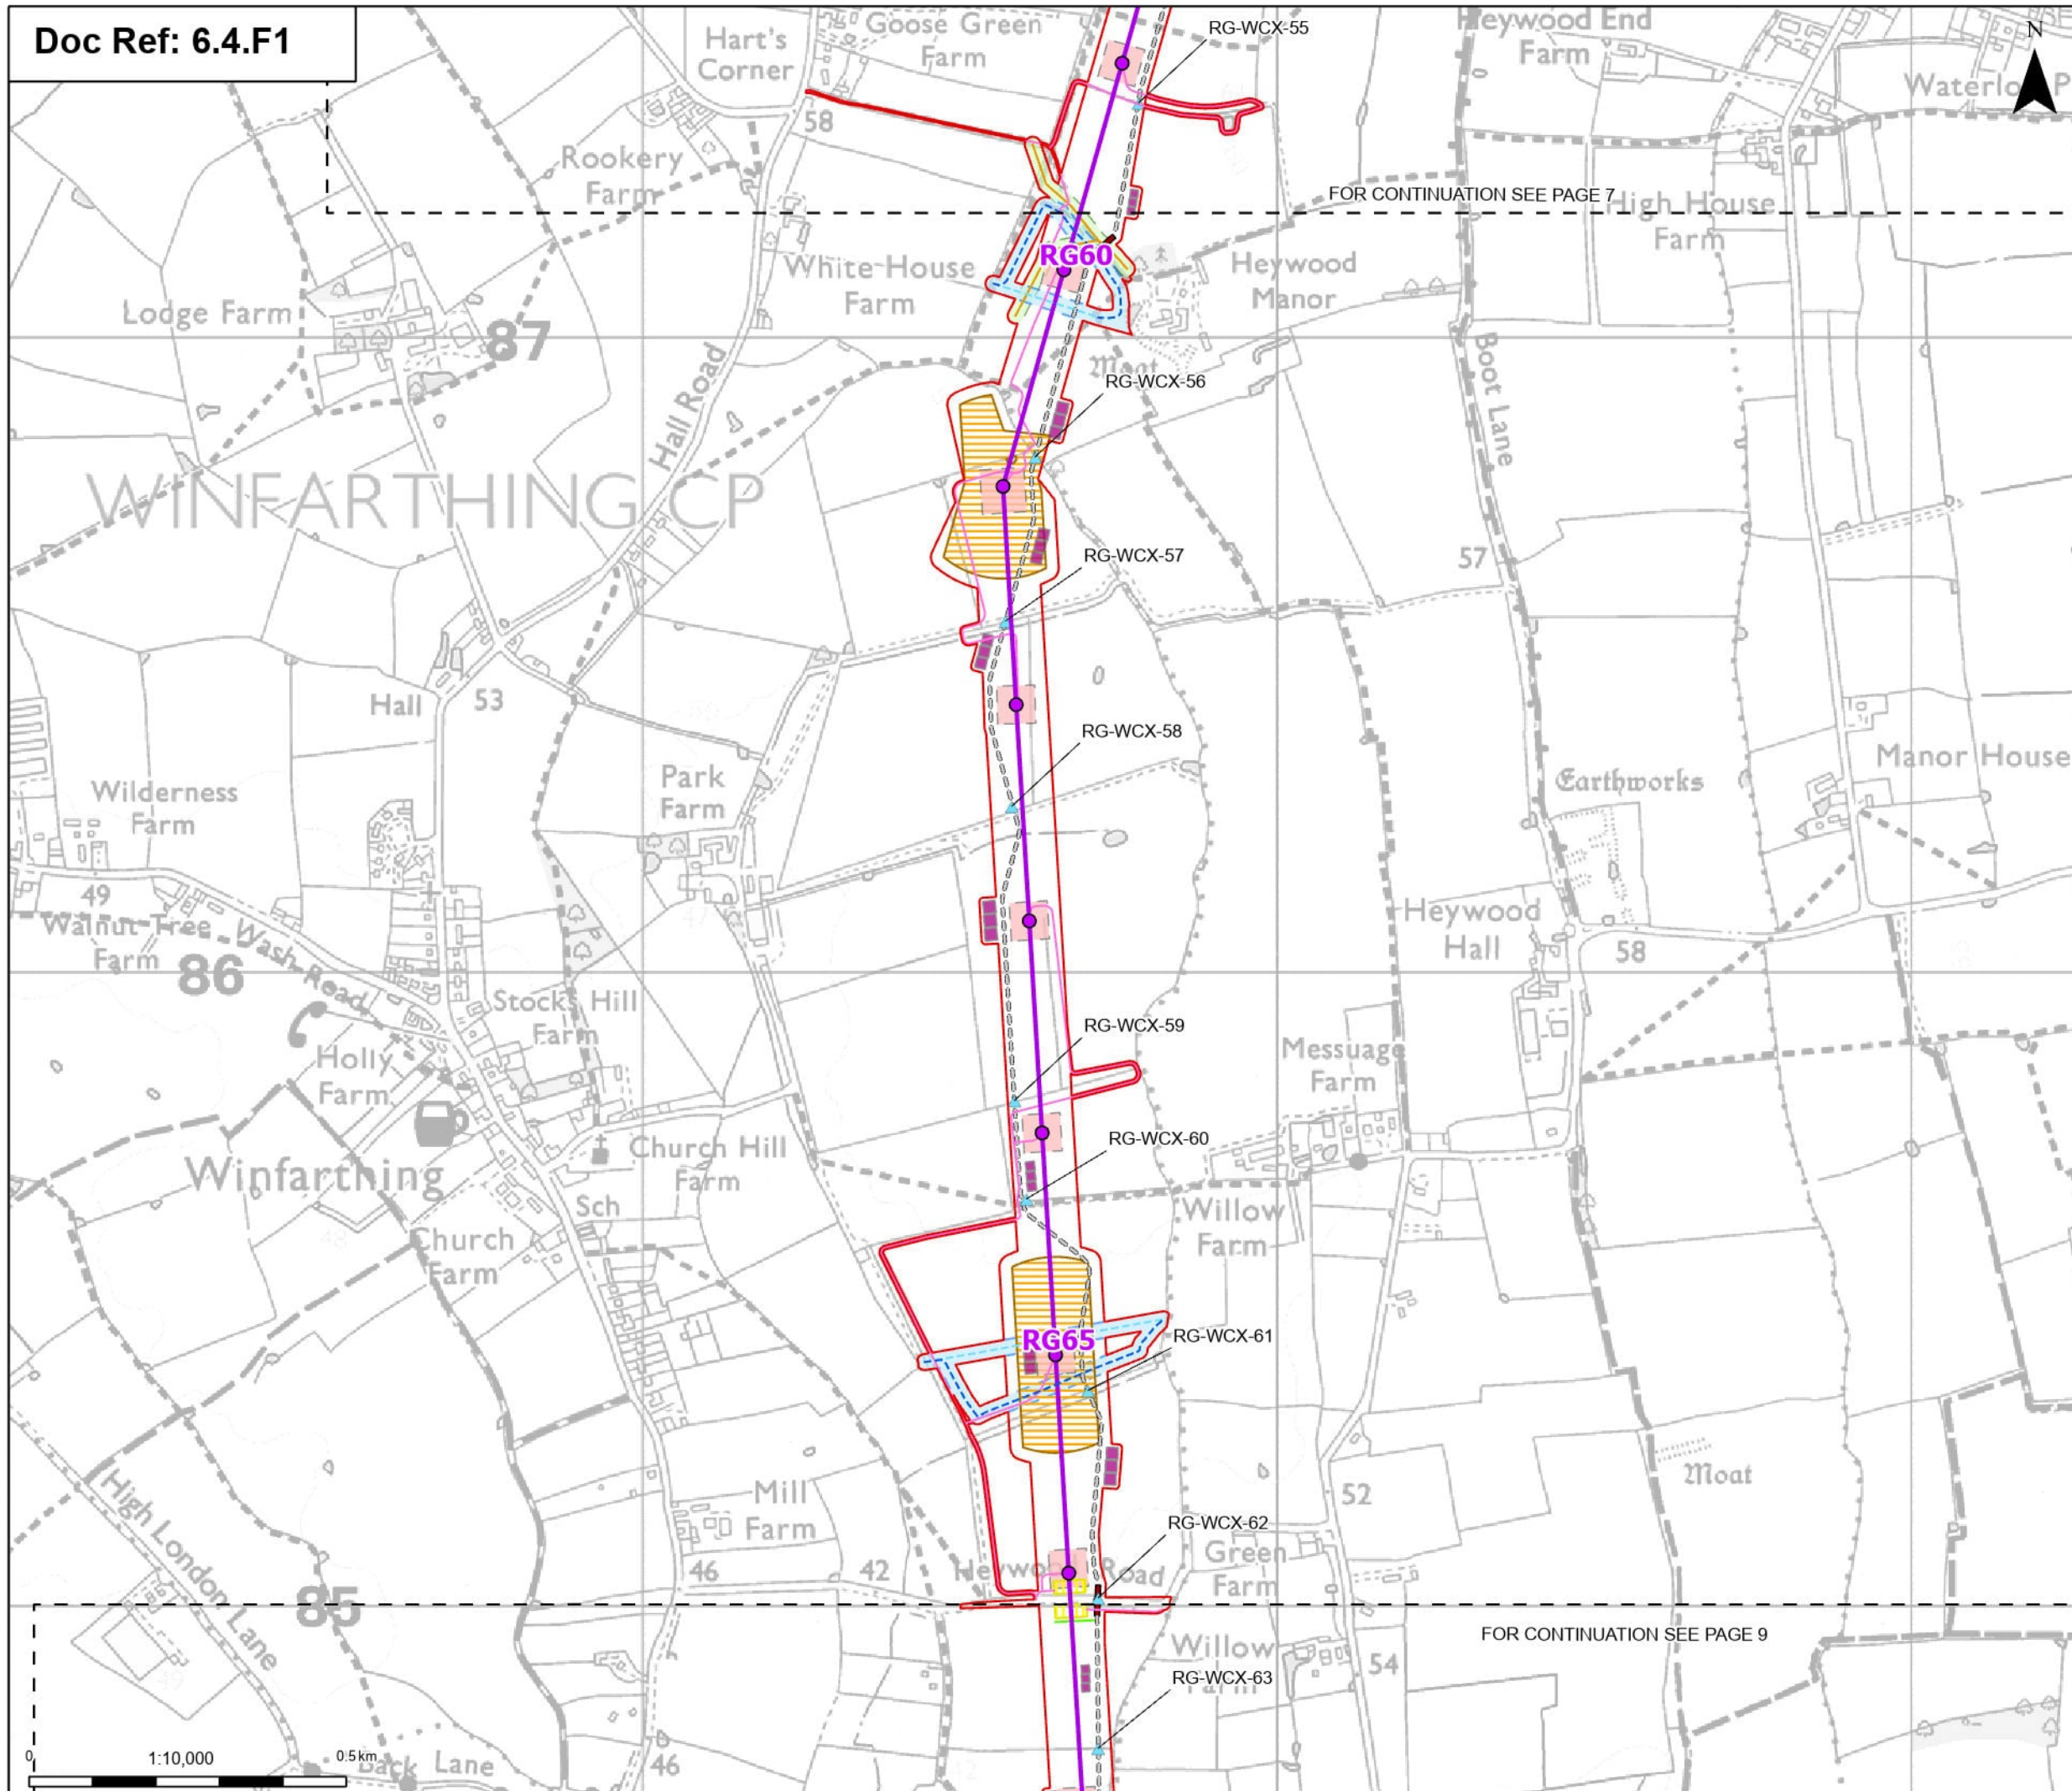 Doc Ref: 6.4.F1
Hart's
Corner
Goose Green
Farm
RG-WCX-55
Heywood End
Farm
N
58
Rookery
Farm
FOR CONTINUATION SEE PAGE 7
High House
Farm
White House
Farm
RG60
Heywood
Manor
Lodge Farm
87
Hall Road
Moat
RG-WCX-56
Boot Lane
WINFARTHING CP
RG-WCX-57
57
Hall
53
RG-WCX-58
Park
Farm
Wilderness
Farm
Earthworks
Manor House
49
Walnut Tree
Farm
Wash Road
86
Heywood
Hall
58
Stocks Hill
Farm
RG-WCX-59
Holly
Farm
Messuage
Farm
RG-WCX-60
Winfarthing
Church Hill
Farm
Sch
Willow
Farm
Church
Farm
RG65
RG-WCX-61
High London Lane
Mill
Farm
Moat
52
RG-WCX-62
46
42
Heywood Road
Green
Farm
85
FOR CONTINUATION SEE PAGE 9
Willow
Farm
54
RG-WCX-63
0
1:10,000
0.5 km
Back Lane
46